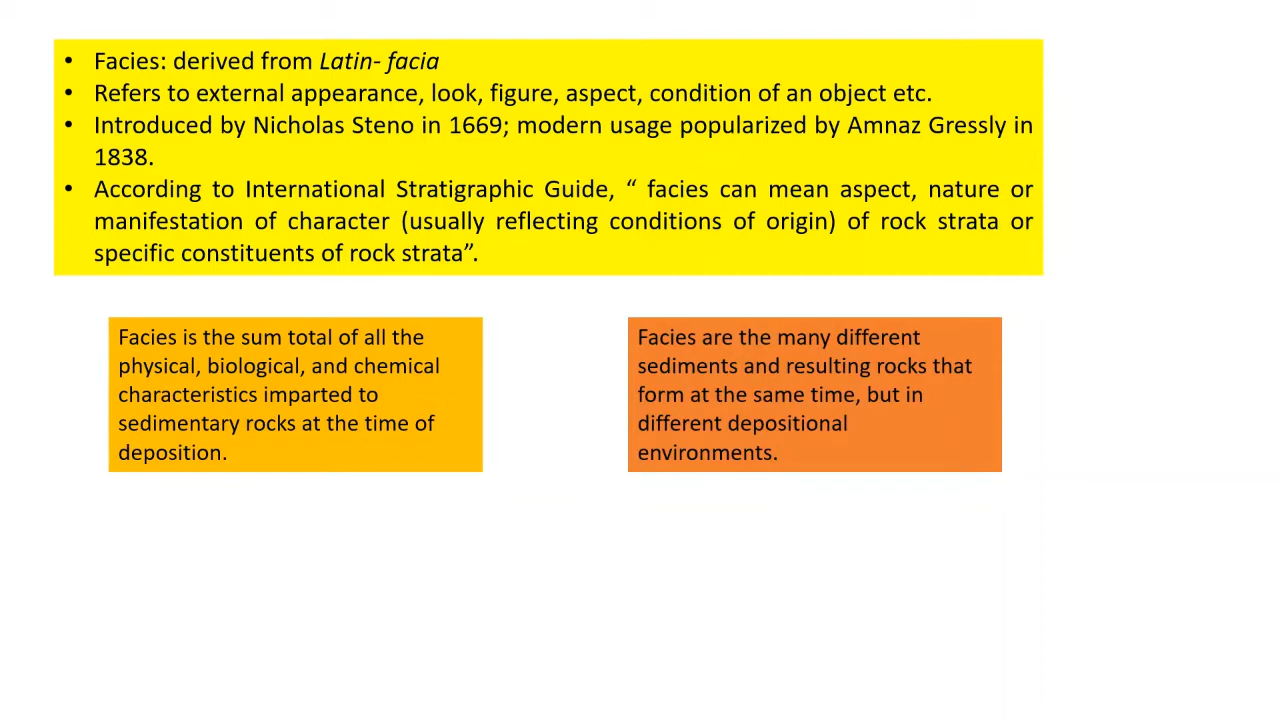 • Facies: derived from Latin- facia
• Refers to external appearance, look, figure, aspect, condition of an object etc.
• Introduced by Nicholas Steno in 1669; modern usage popularized by Amnaz Gressly in
1838.
• According to International Stratigraphic Guide, “ facies can mean aspect, nature or
manifestation of character (usually reflecting conditions of origin) of rock strata or
specific constituents of rock strata”.
Facies is the sum total of all the
physical, biological, and chemical
characteristics imparted to
sedimentary rocks at the time of
deposition.
Facies are the many different
sediments and resulting rocks that
form at the same time, but in
different depositional
environments.